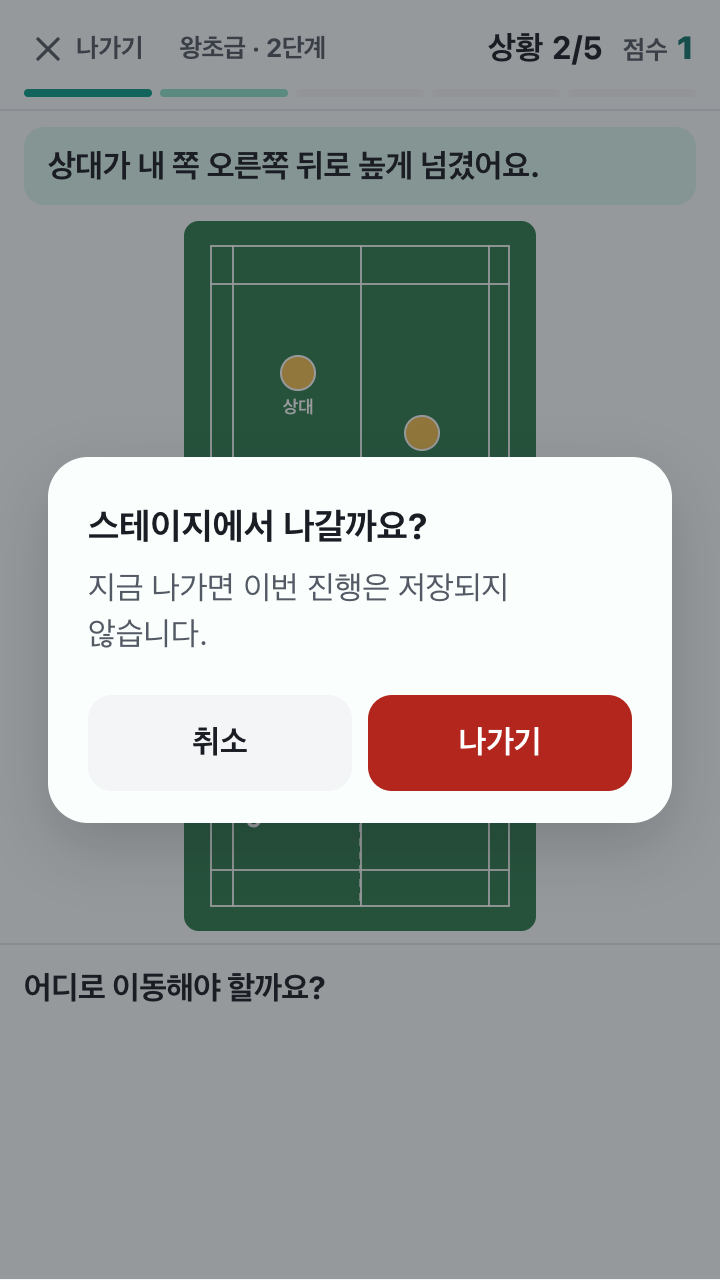 나가기 왕초급 · 2단계 상황 2/5 점수 1
상대가 내 쪽 오른쪽 뒤로 높게 넘겼어요.
상대
스테이지에서 나갈까요?
지금 나가면 이번 진행은 저장되지
않습니다.
취소 나가기
어디로 이동해야 할까요?